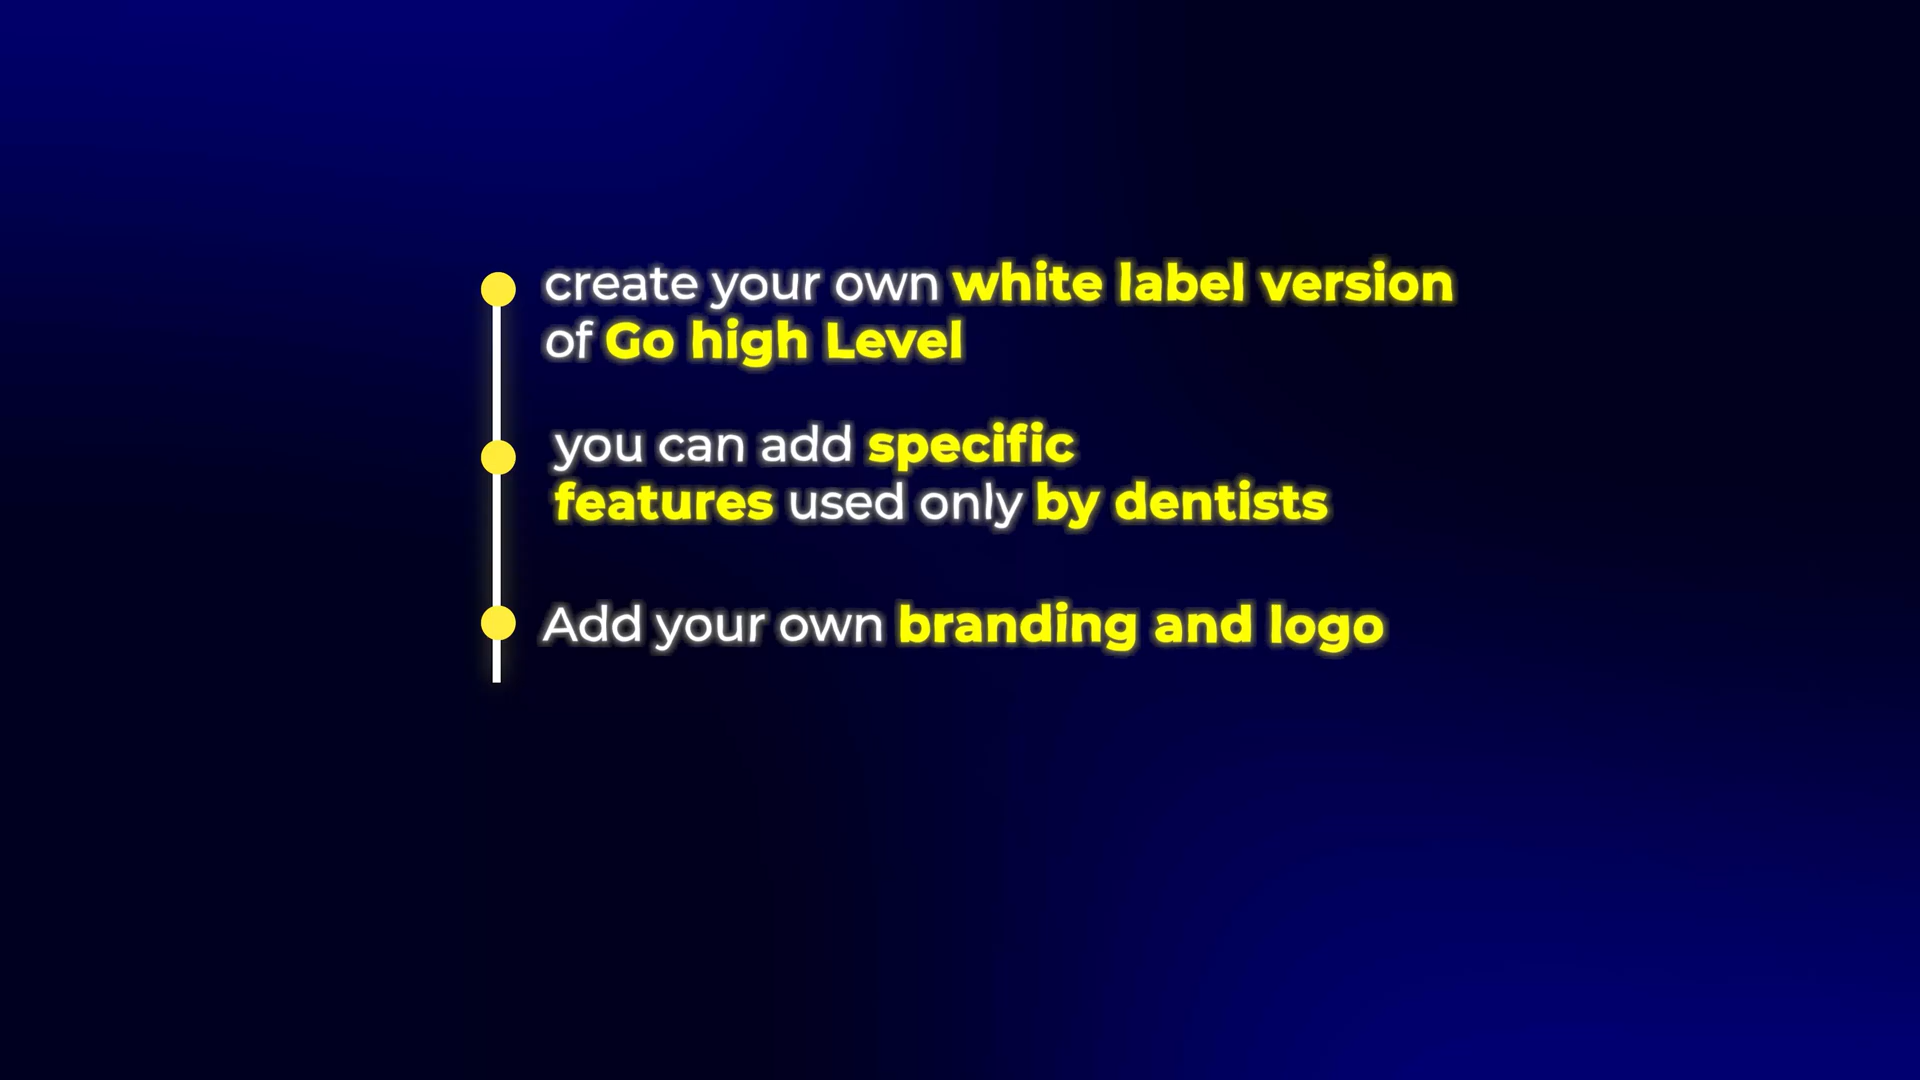 create your own white label version
of Go high Level
you can add specific
features used only by dentists
Add your own branding and logo